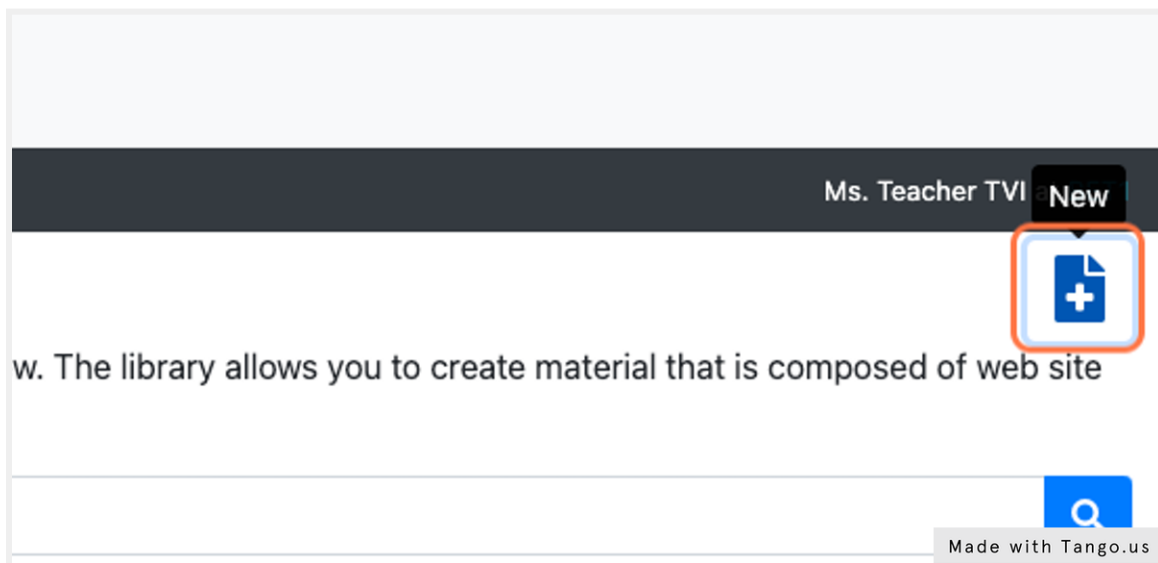 Ms. Teacher TVI
New
w. The library allows you to create material that is composed of web site
Made with Tango.us